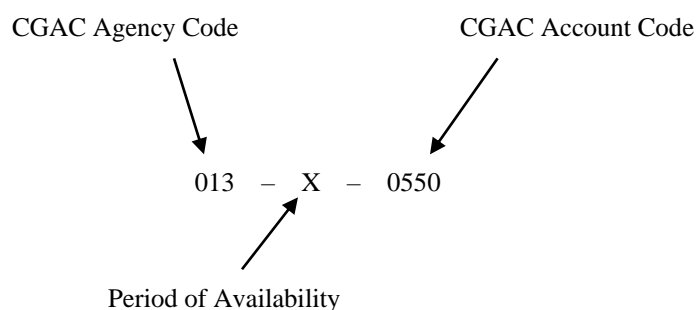 CGAC Agency Code
CGAC Account Code
013 – X – 0550
Period of Availability